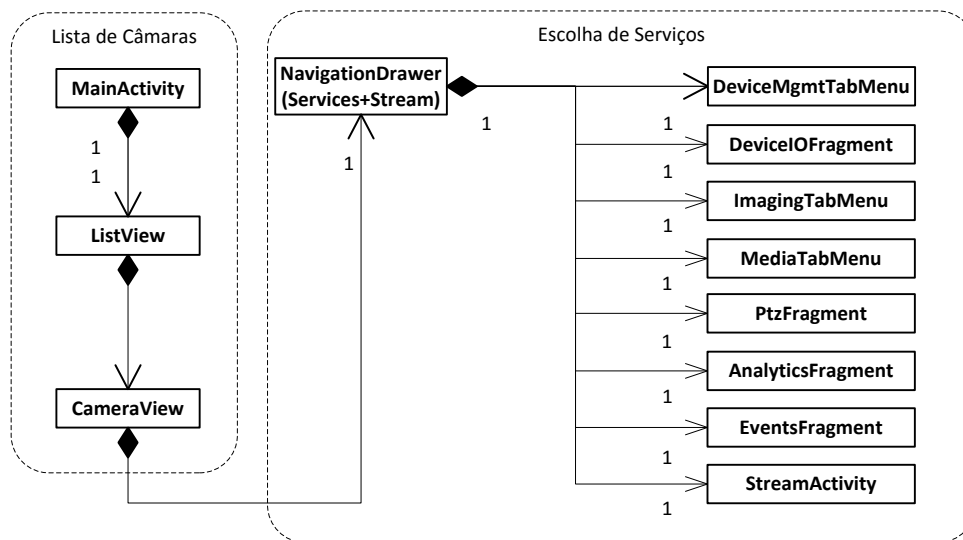 Lista de Câmaras
MainActivity
1
1
ListView
CameraView
Escolha de Serviços
NavigationDrawer
(Services+Stream)
1
1
DeviceMgmtTabMenu
1
DeviceIOFragment
1
ImagingTabMenu
1
MediaTabMenu
1
PtzFragment
1
AnalyticsFragment
1
EventsFragment
1
StreamActivity
1